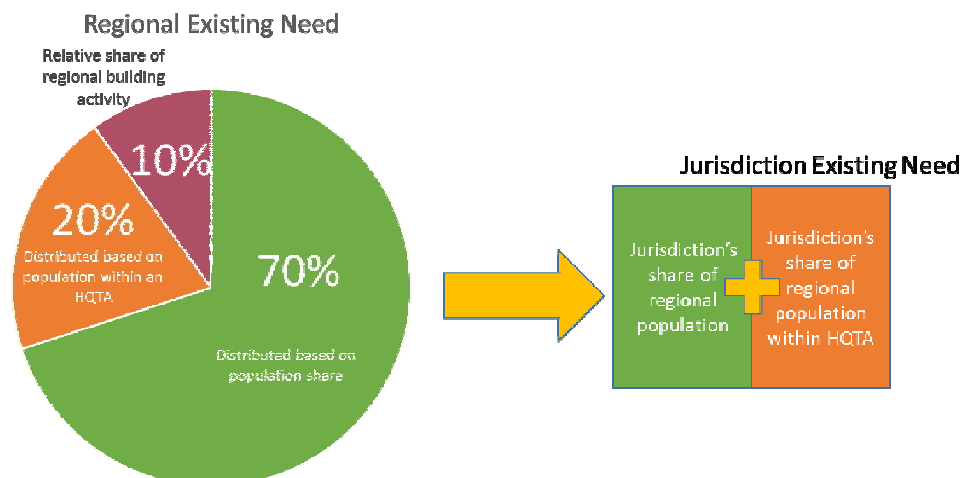 Regional Existing Need
Relative share of
regional building
activity
10%
20%
Distributed based on
population within an
HQTA
70%
Distributed based on
population share
Jurisdiction Existing Need
Jurisdiction's
share of
regional
population
Jurisdiction's
share of
regional
population
within HQTA